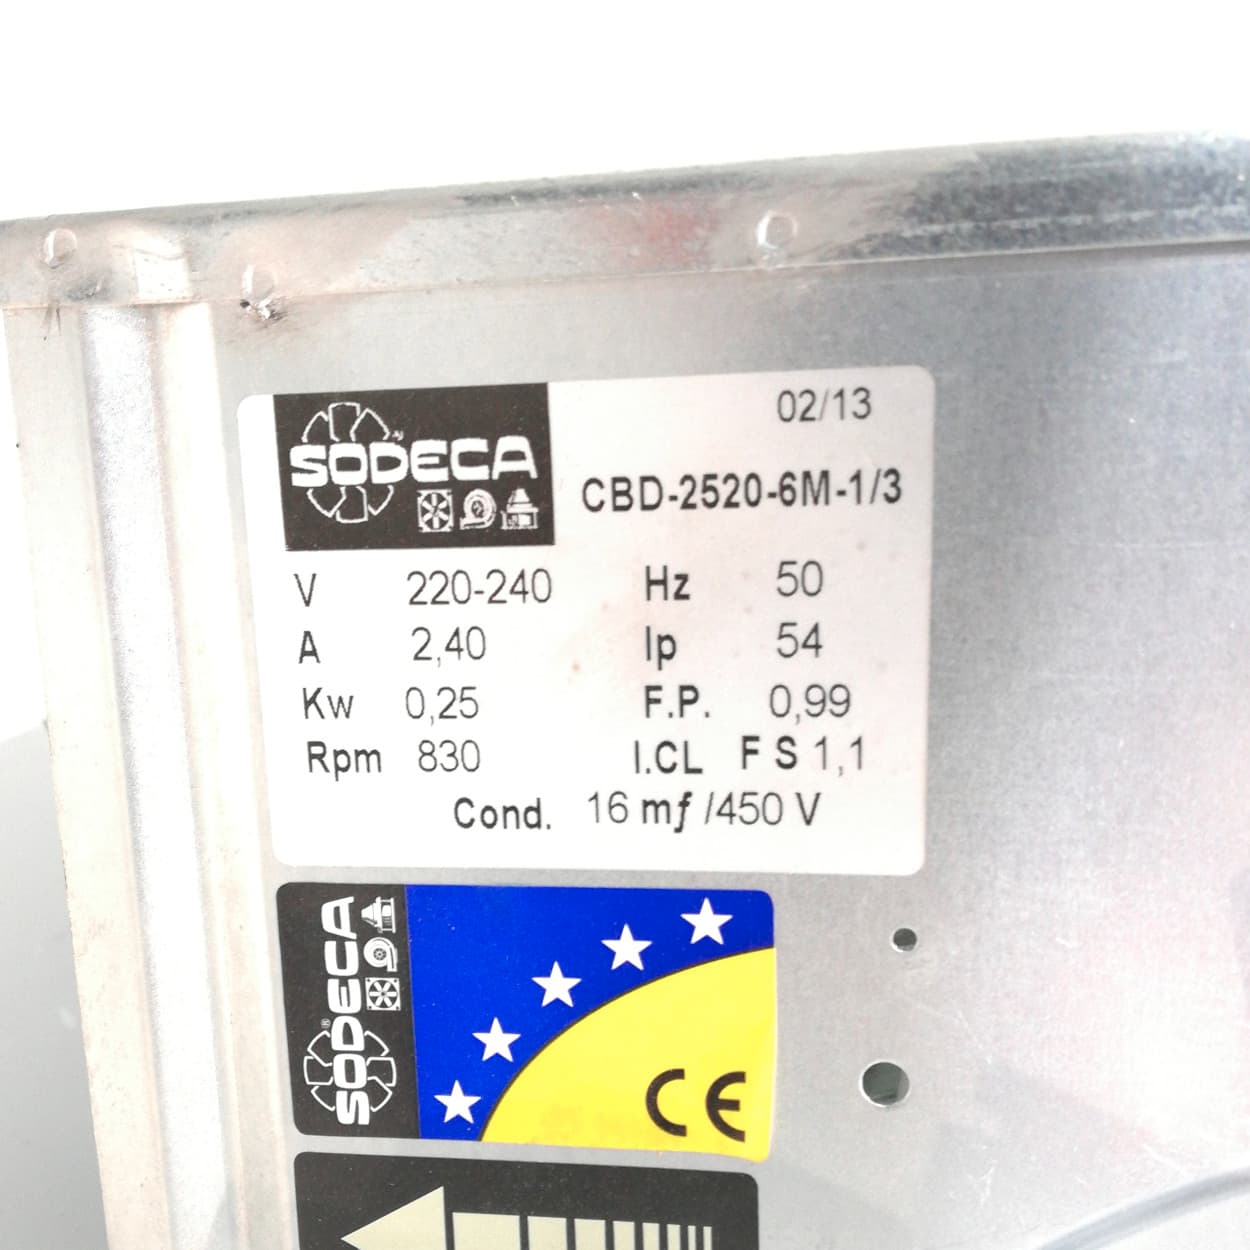 02/13
SODECA
CBD-2520-6M-1/3
V 220-240 Hz 50
A 2,40 Ip 54
Kw 0,25 F.P. 0,99
Rpm 830 I.CL F S 1,1
Cond. 16 mƒ /450 V
SODECA®
CE